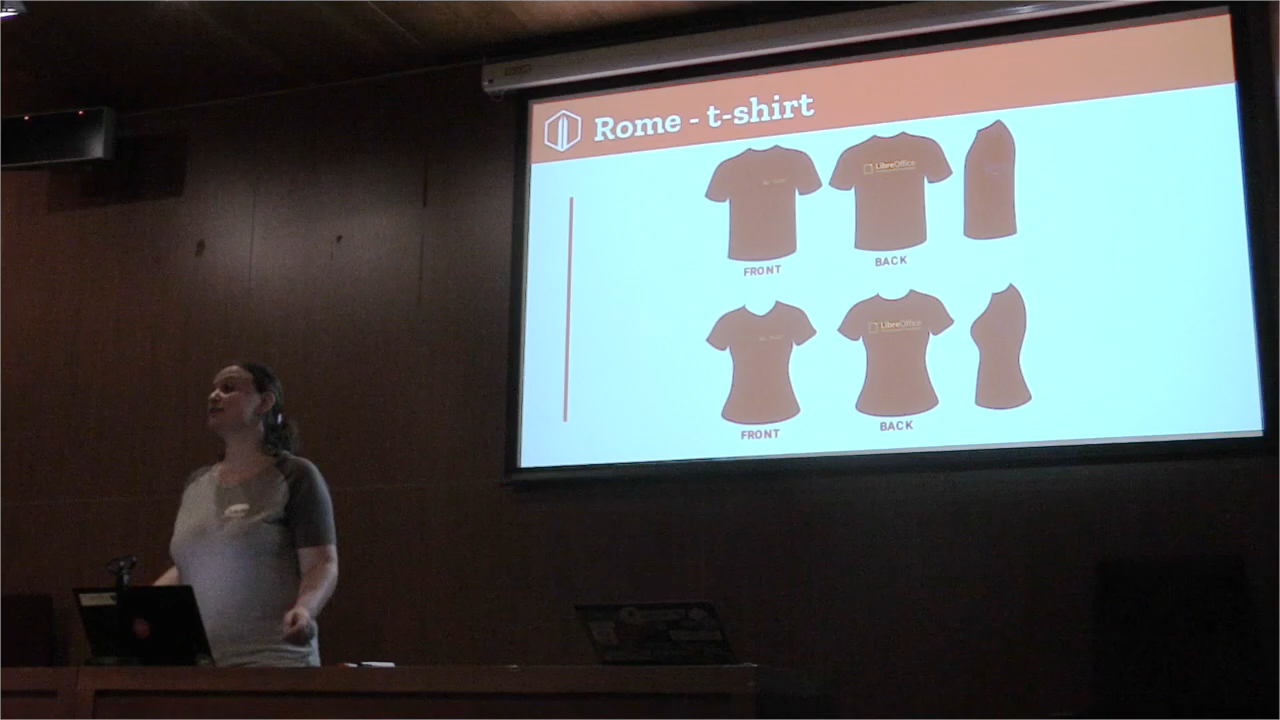 Rome - t-shirt
LibreOffice
FRONT
BACK
LibreOffice
FRONT
BACK